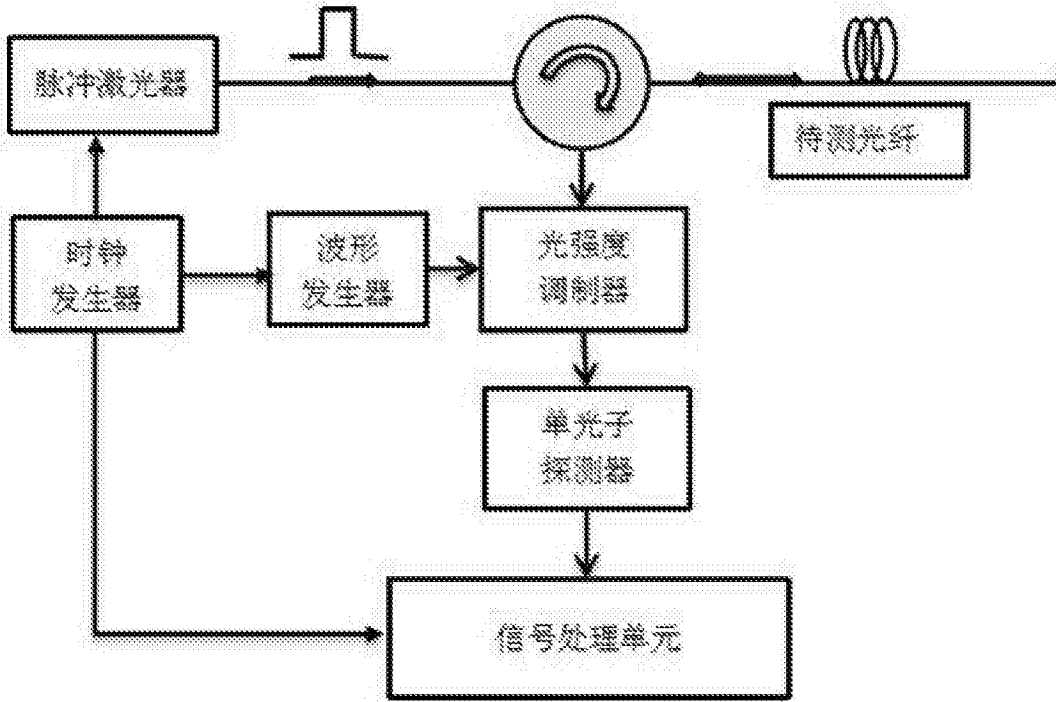 脉冲激光器
待测光纤
时钟
发生器
波形
发生器
光强度
调制器
单光子
探测器
信号处理单元